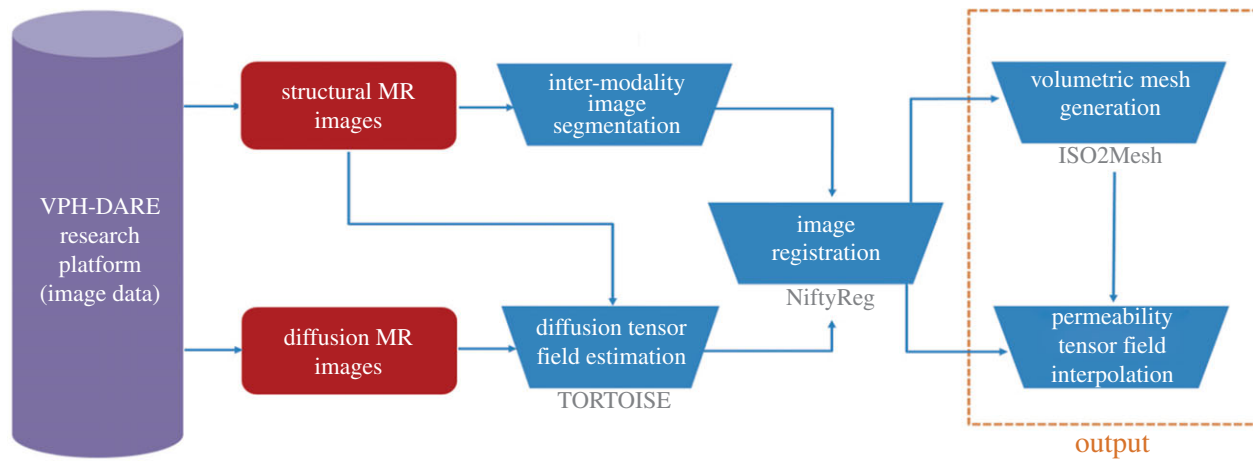 VPH-DARE
research
platform
(image data)
structural MR
images
diffusion MR
images
inter-modality
image
segmentation
diffusion tensor
field estimation
TORTOISE
image
registration
NiftyReg
volumetric mesh
generation
ISO2Mesh
permeability
tensor field
interpolation
output